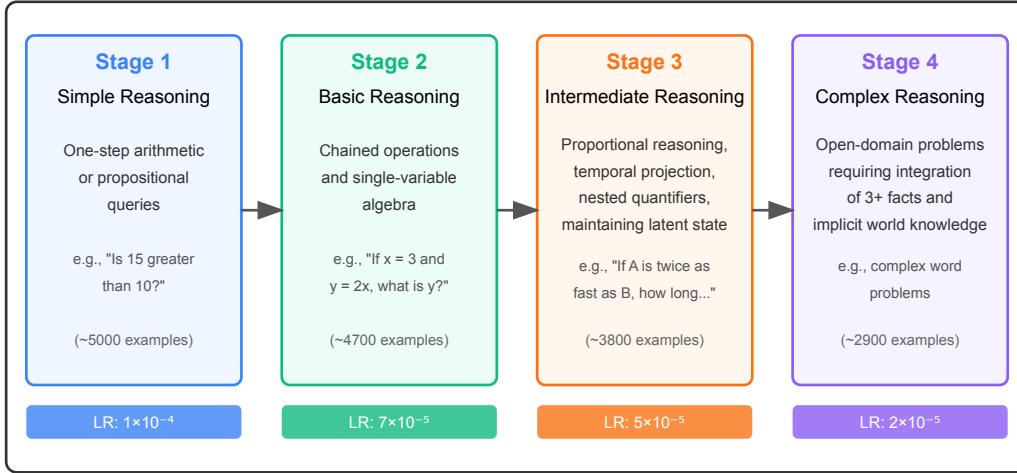 Stage 1
Simple Reasoning
One-step arithmetic
or propositional
queries
e.g., "Is 15 greater
than 10?"
(~5000 examples)
LR: 1×10⁻⁴
Stage 2
Basic Reasoning
Chained operations
and single-variable
algebra
e.g., "If x = 3 and
y = 2x, what is y?"
(~4700 examples)
LR: 7×10⁻⁵
Stage 3
Intermediate Reasoning
Proportional reasoning,
temporal projection,
nested quantifiers,
maintaining latent state
e.g., "If A is twice as
fast as B, how long..."
(~3800 examples)
LR: 5×10⁻⁵
Stage 4
Complex Reasoning
Open-domain problems
requiring integration
of 3+ facts and
implicit world knowledge
e.g., complex word
problems
(~2900 examples)
LR: 2×10⁻⁵